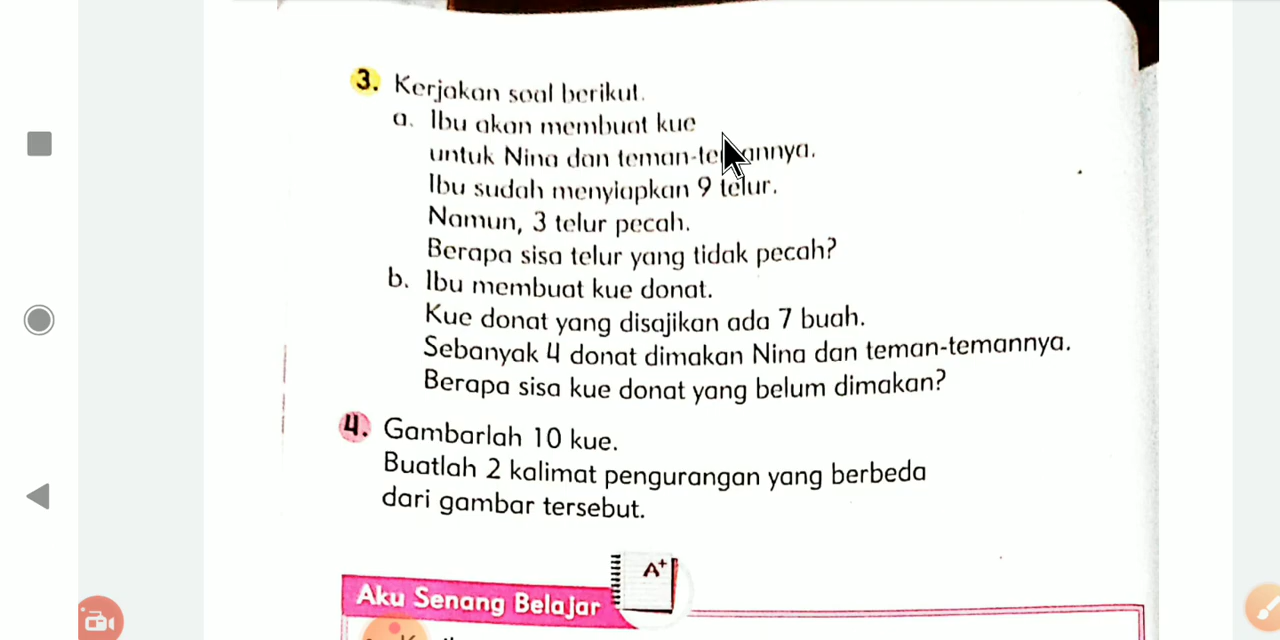 3. Kerjakan soal berikut.
a. Ibu akan membuat kue
untuk Nina dan teman-temannya.
Ibu sudah menyiapkan 9 telur.
Namun, 3 telur pecah.
Berapa sisa telur yang tidak pecah?
b. Ibu membuat kue donat.
Kue donat yang disajikan ada 7 buah.
Sebanyak 4 donat dimakan Nina dan teman-temannya.
Berapa sisa kue donat yang belum dimakan?
4. Gambarlah 10 kue.
Buatlah 2 kalimat pengurangan yang berbeda
dari gambar tersebut.
A+
Aku Senang Belajar